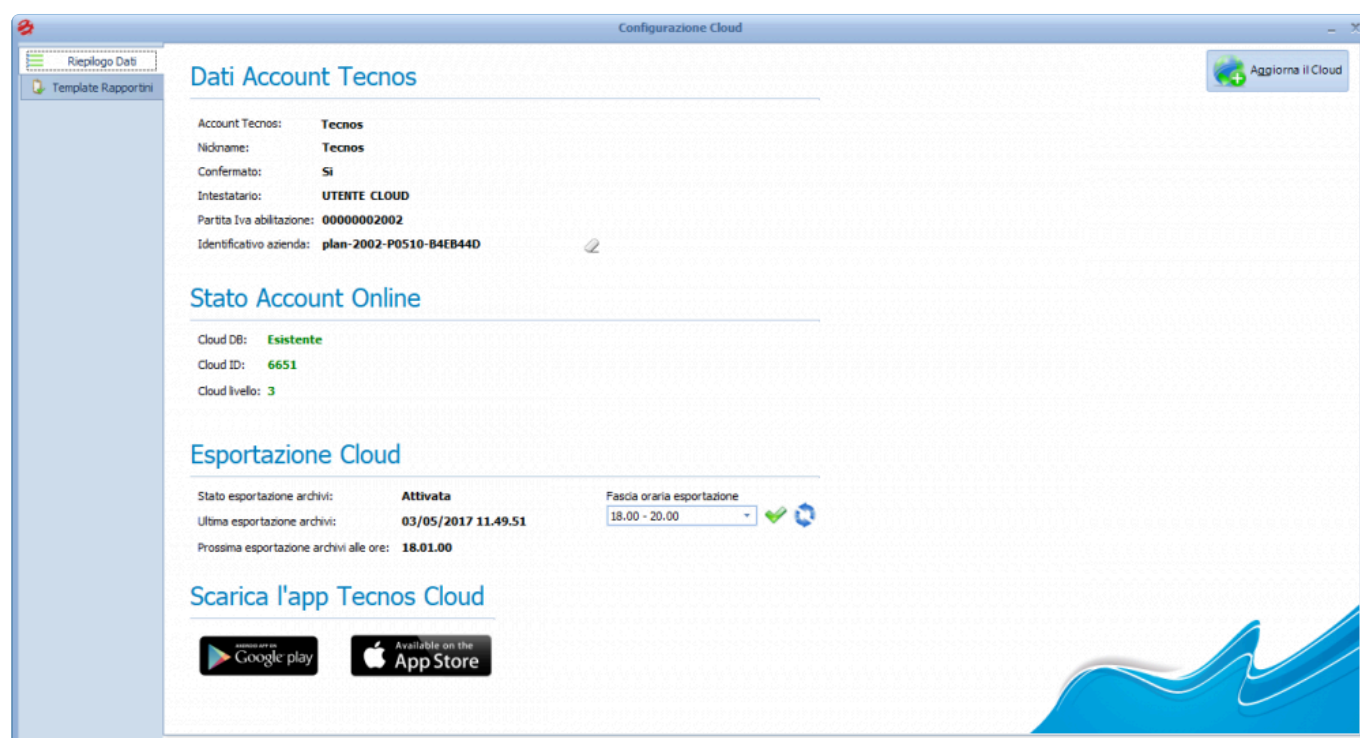 Configurazione Cloud
Riepilogo Dati
Template Rapportini
Aggiorna il Cloud
Dati Account Tecnos
Account Tecnos: Tecnos
Nickname: Tecnos
Confermato: Si
Intestatario: UTENTE CLOUD
Partita Iva abilitazione: 00000002002
Identificativo azienda: plan-2002-P0510-B4EB44D
Stato Account Online
Cloud DB: Esistente
Cloud ID: 6651
Cloud livello: 3
Esportazione Cloud
Stato esportazione archivi: Attivata
Fascia oraria esportazione
Ultima esportazione archivi: 03/05/2017 11.49.51
18.00 - 20.00
Prossima esportazione archivi alle ore: 18.01.00
Scarica l'app Tecnos Cloud
ANDROID APP ON
Google play
Available on the
App Store